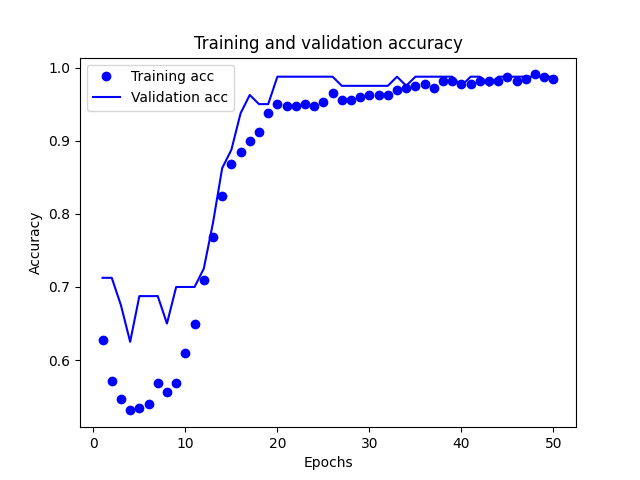 Training and validation accuracy
Training acc
Validation acc
1.0
0.9
0.8
0.7
0.6
Accuracy
0 10 20 30 40 50
Epochs